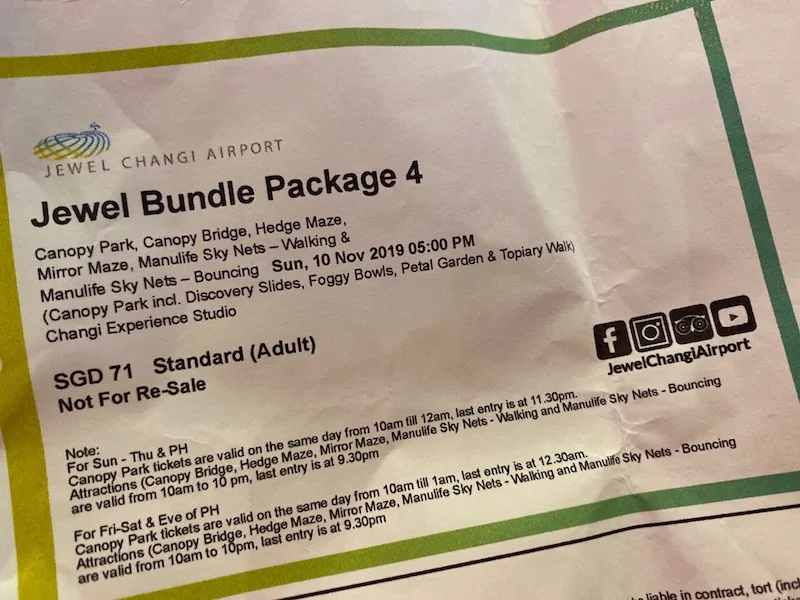 JEWEL CHANGI AIRPORT
Jewel Bundle Package 4
Canopy Park, Canopy Bridge, Hedge Maze,
Mirror Maze, Manulife Sky Nets – Walking &
Manulife Sky Nets – Bouncing Sun, 10 Nov 2019 05:00 PM
(Canopy Park incl. Discovery Slides, Foggy Bowls, Petal Garden & Topiary Walk)
Changi Experience Studio
SGD 71 Standard (Adult)
Not For Re-Sale
JewelChangiAirport
Note:
For Sun - Thu & PH
Canopy Park tickets are valid on the same day from 10am till 12am, last entry is at 11.30pm.
Attractions (Canopy Bridge, Hedge Maze, Mirror Maze, Manulife Sky Nets - Walking and Manulife Sky Nets - Bouncing
are valid from 10am to 10 pm, last entry is at 9.30pm
For Fri-Sat & Eve of PH
Canopy Park tickets are valid on the same day from 10am till 1am, last entry is at 12.30am.
Attractions (Canopy Bridge, Hedge Maze, Mirror Maze, Manulife Sky Nets - Walking and Manulife Sky Nets - Bouncing
are valid from 10am to 10pm, last entry is at 9.30pm
liable in contract, tort (incl